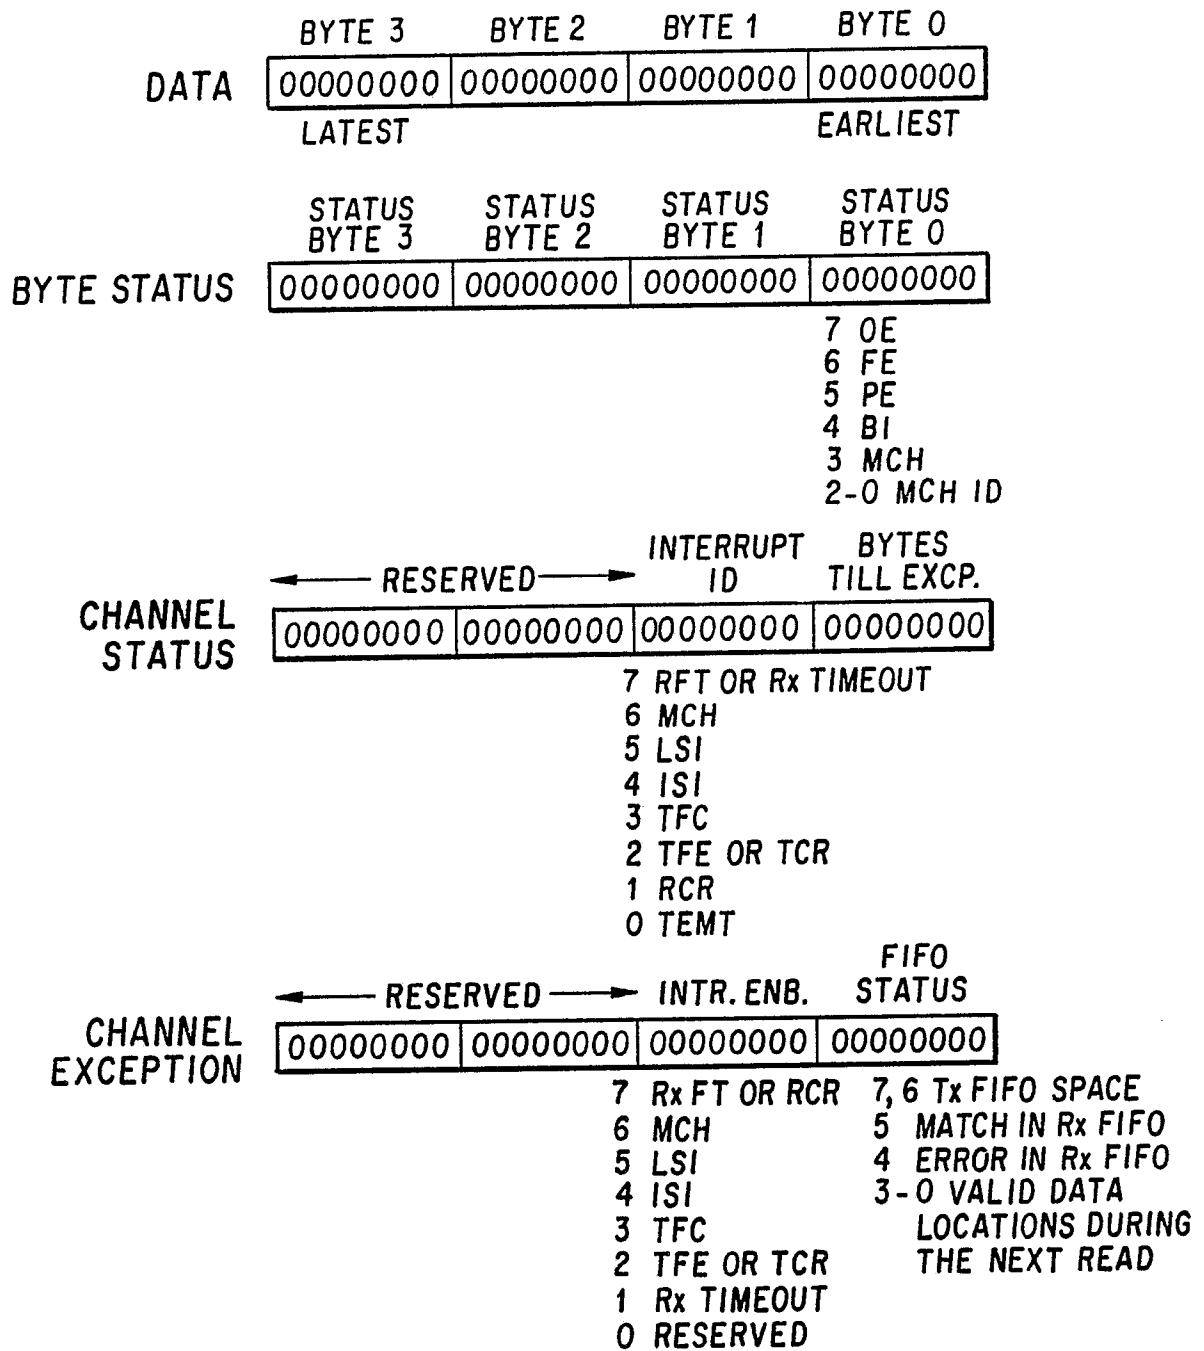 BYTE 3 BYTE 2 BYTE 1 BYTE 0
DATA 00000000 00000000 00000000 00000000
LATEST EARLIEST
STATUS STATUS STATUS STATUS
BYTE 3 BYTE 2 BYTE 1 BYTE 0
BYTE STATUS 00000000 00000000 00000000 00000000
7 OE
6 FE
5 PE
4 BI
3 MCH
2-0 MCH ID
INTERRUPT BYTES
RESERVED ID TILL EXCP.
CHANNEL
STATUS 00000000 00000000 00000000 00000000
7 RFT OR Rx TIMEOUT
6 MCH
5 LSI
4 ISI
3 TFC
2 TFE OR TCR
1 RCR
0 TEMT
FIFO
RESERVED INTR. ENB. STATUS
CHANNEL
EXCEPTION 00000000 00000000 00000000 00000000
7 Rx FT OR RCR 7,6 Tx FIFO SPACE
6 MCH 5 MATCH IN Rx FIFO
5 LSI 4 ERROR IN Rx FIFO
4 ISI 3-0 VALID DATA
3 TFC LOCATIONS DURING
2 TFE OR TCR THE NEXT READ
1 Rx TIMEOUT
0 RESERVED